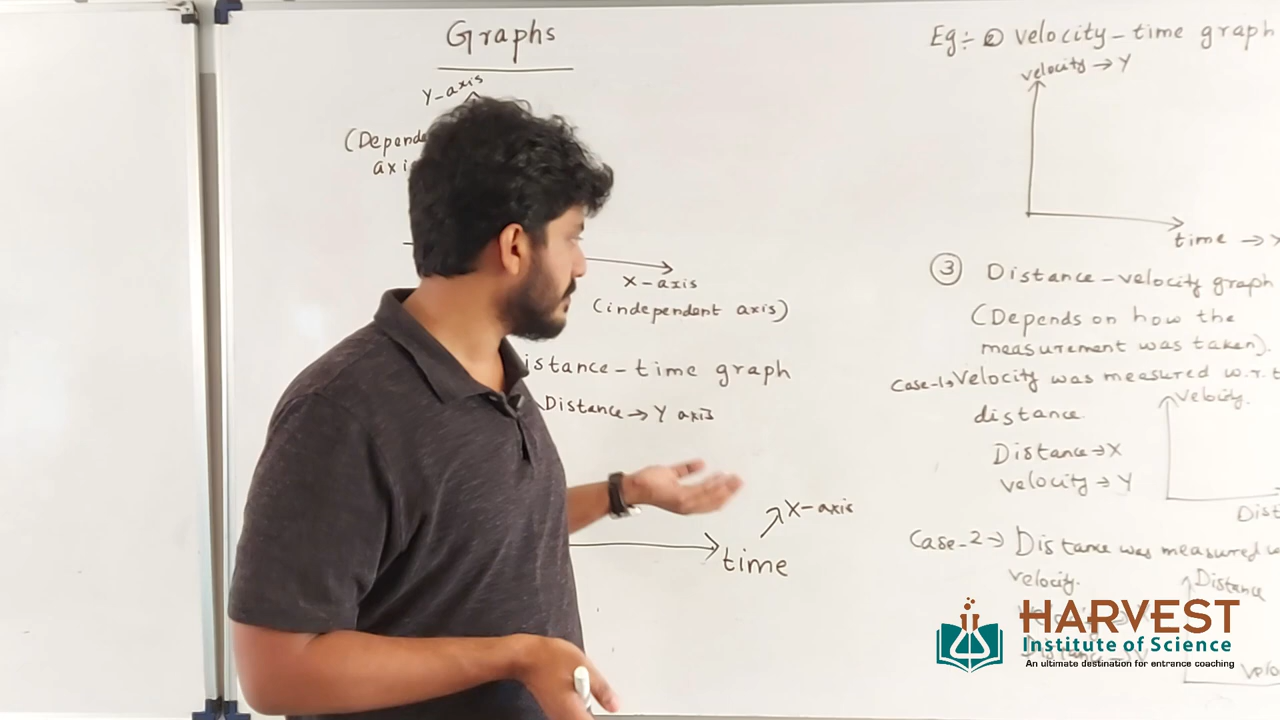 Graphs
Y-axis
(Depend
axi
X-axis
(independent axis)
istance-time graph
Distance → Y axis
X-axis
time
Eg÷ ② velocity-time graph
velocity → Y
time →
③ Distance-velocity graph
(Depends on how the
measurement was taken).
Case-1→ Velocity was measured w.r.t
distance.
Velocity.
Distance → X
velocity → Y
Dist
Case-2 → Distance was measured w
velocity.
Distance
HARVEST
Institute of Science
An ultimate destination for entrance coaching